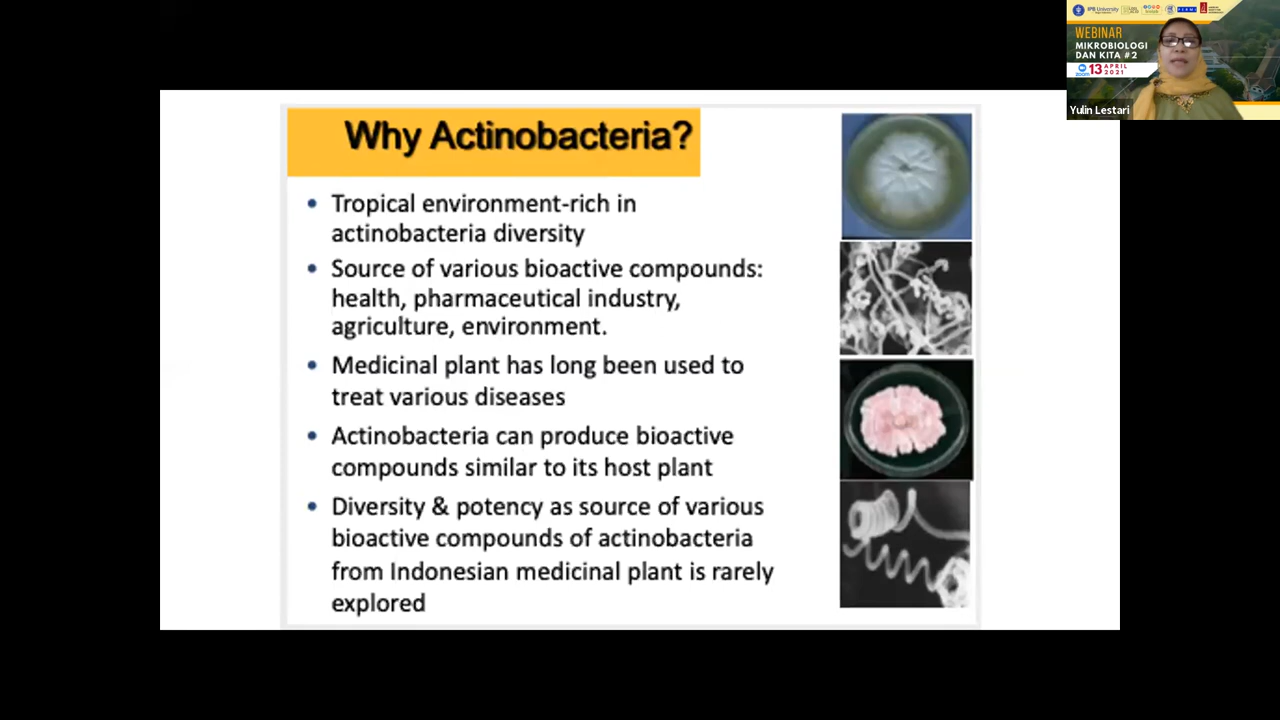 IPB University
WEBINAR
MIKROBIOLOGI
DAN KITA #2
zoom 13 APRIL 2021
Yulin Lestari
Why Actinobacteria?
• Tropical environment-rich in
actinobacteria diversity
• Source of various bioactive compounds:
health, pharmaceutical industry,
agriculture, environment.
• Medicinal plant has long been used to
treat various diseases
• Actinobacteria can produce bioactive
compounds similar to its host plant
• Diversity & potency as source of various
bioactive compounds of actinobacteria
from Indonesian medicinal plant is rarely
explored